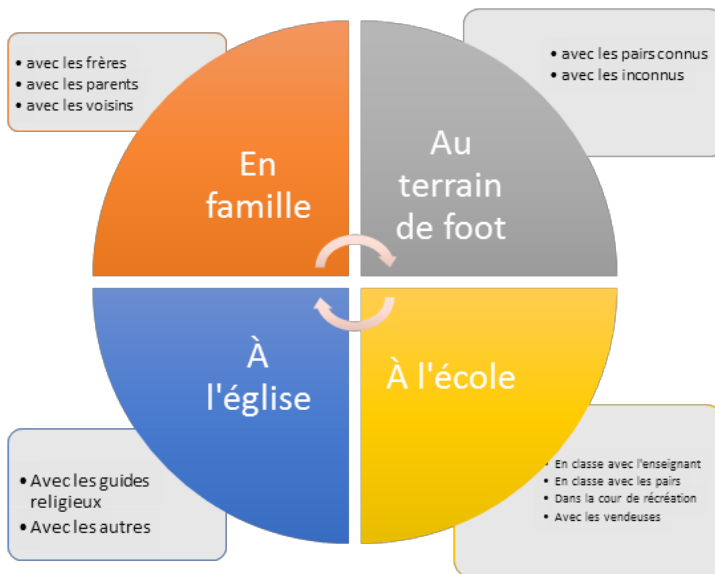 • avec les frères
• avec les parents
• avec les voisins
• avec les pairs connus
• avec les inconnus
En
famille
Au
terrain
de foot
À
l'église
À l'école
• Avec les guides
religieux
• Avec les autres
• En classe avec l'enseignant
• En classe avec les pairs
• Dans la cour de récréation
• Avec les vendeuses